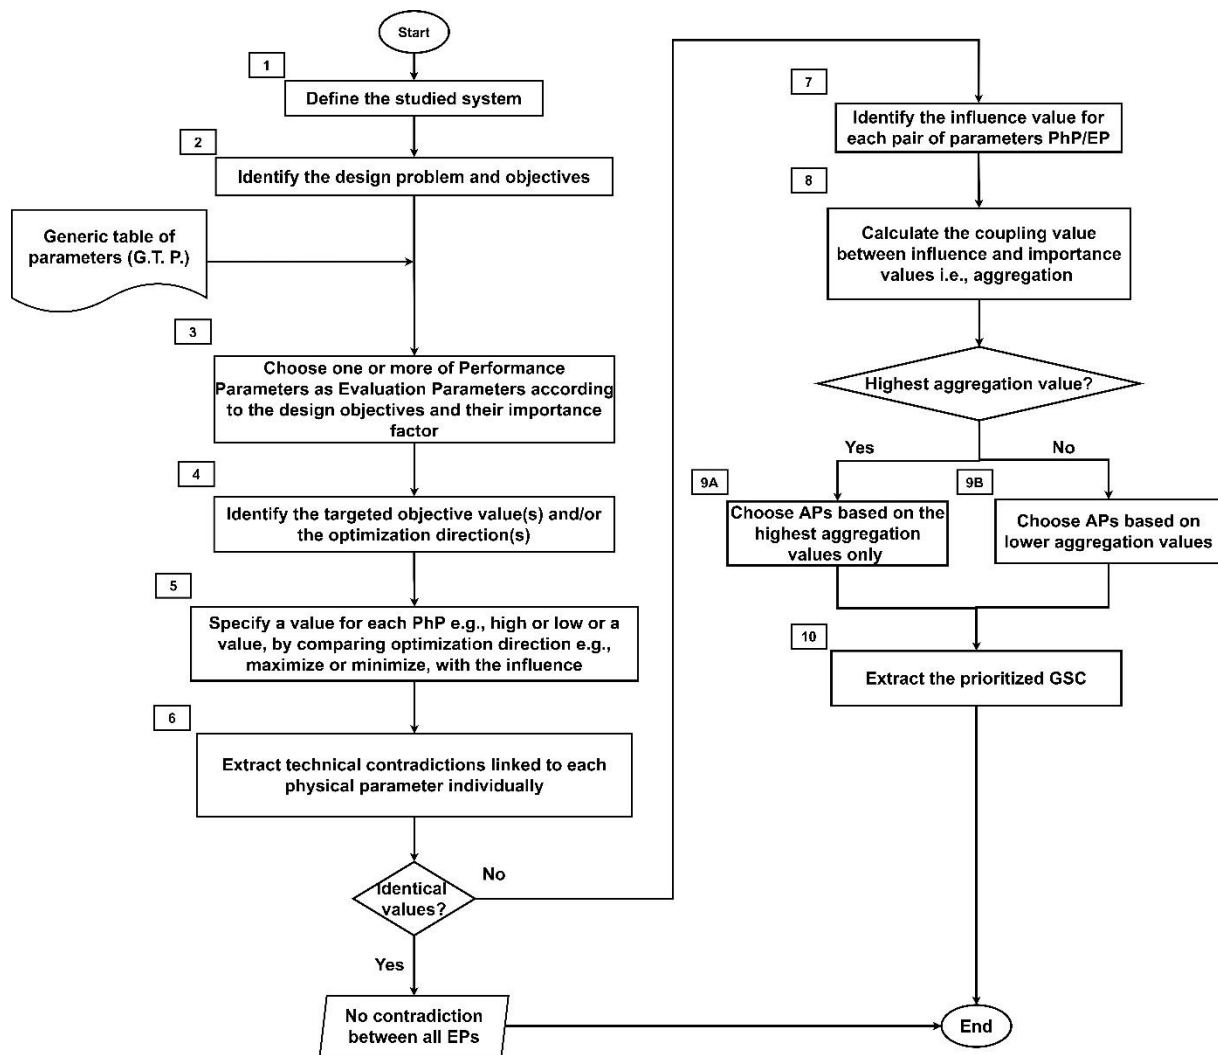 Start
1
Define the studied system
2
Identify the design problem and objectives
Generic table of
parameters (G.T. P.)
3
Choose one or more of Performance
Parameters as Evaluation Parameters according
to the design objectives and their importance
factor
4
Identify the targeted objective value(s) and/or
the optimization direction(s)
5
Specify a value for each PhP e.g., high or low or a
value, by comparing optimization direction e.g.,
maximize or minimize, with the influence
6
Extract technical contradictions linked to each
physical parameter individually
Identical
values?
No
Yes
No contradiction
between all EPs
7
Identify the influence value for
each pair of parameters PhP/EP
8
Calculate the coupling value
between influence and importance
values i.e., aggregation
Highest aggregation value?
Yes
No
9A
Choose APs based on the
highest aggregation
values only
9B
Choose APs based on
lower aggregation values
10
Extract the prioritized GSC
End